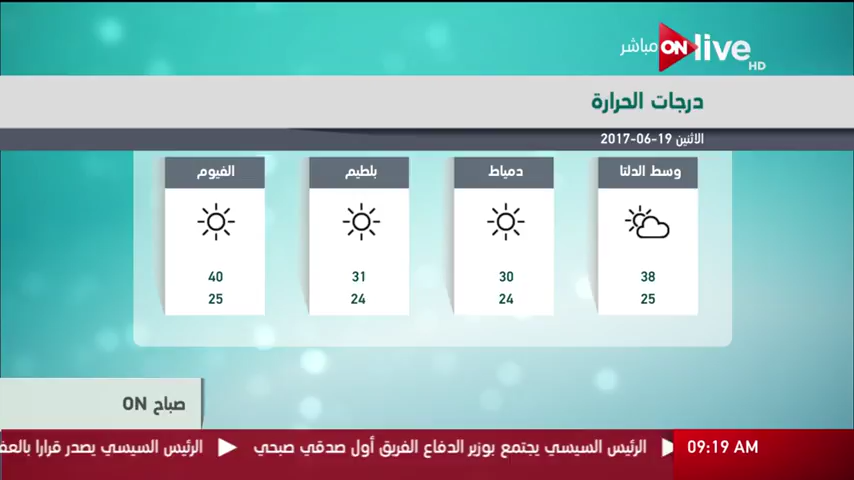 مباشر ON live
HD
درجات الحرارة
الاثنين 19-06-2017
وسط الدلتا
38
25
دمياط
30
24
بلطيم
31
24
الفيوم
40
25
صباح ON
09:19 AM
الرئيس السيسي يجتمع بوزير الدفاع الفريق أول صدقي صبحي
الرئيس السيسي يصدر قرارا